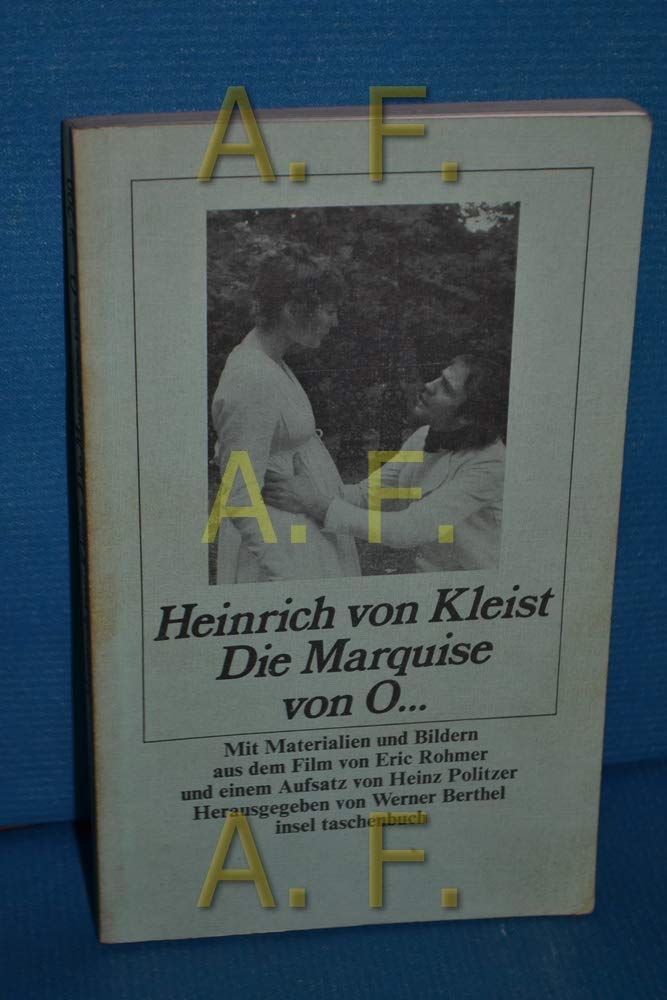 A. F.
A. F.
Heinrich von Kleist
Die Marquise
von O...
Mit Materialien und Bildern
aus dem Film von Eric Rohmer
und einem Aufsatz von Heinz Politzer
Herausgegeben von Werner Berthel
insel taschenbuch
A. F.